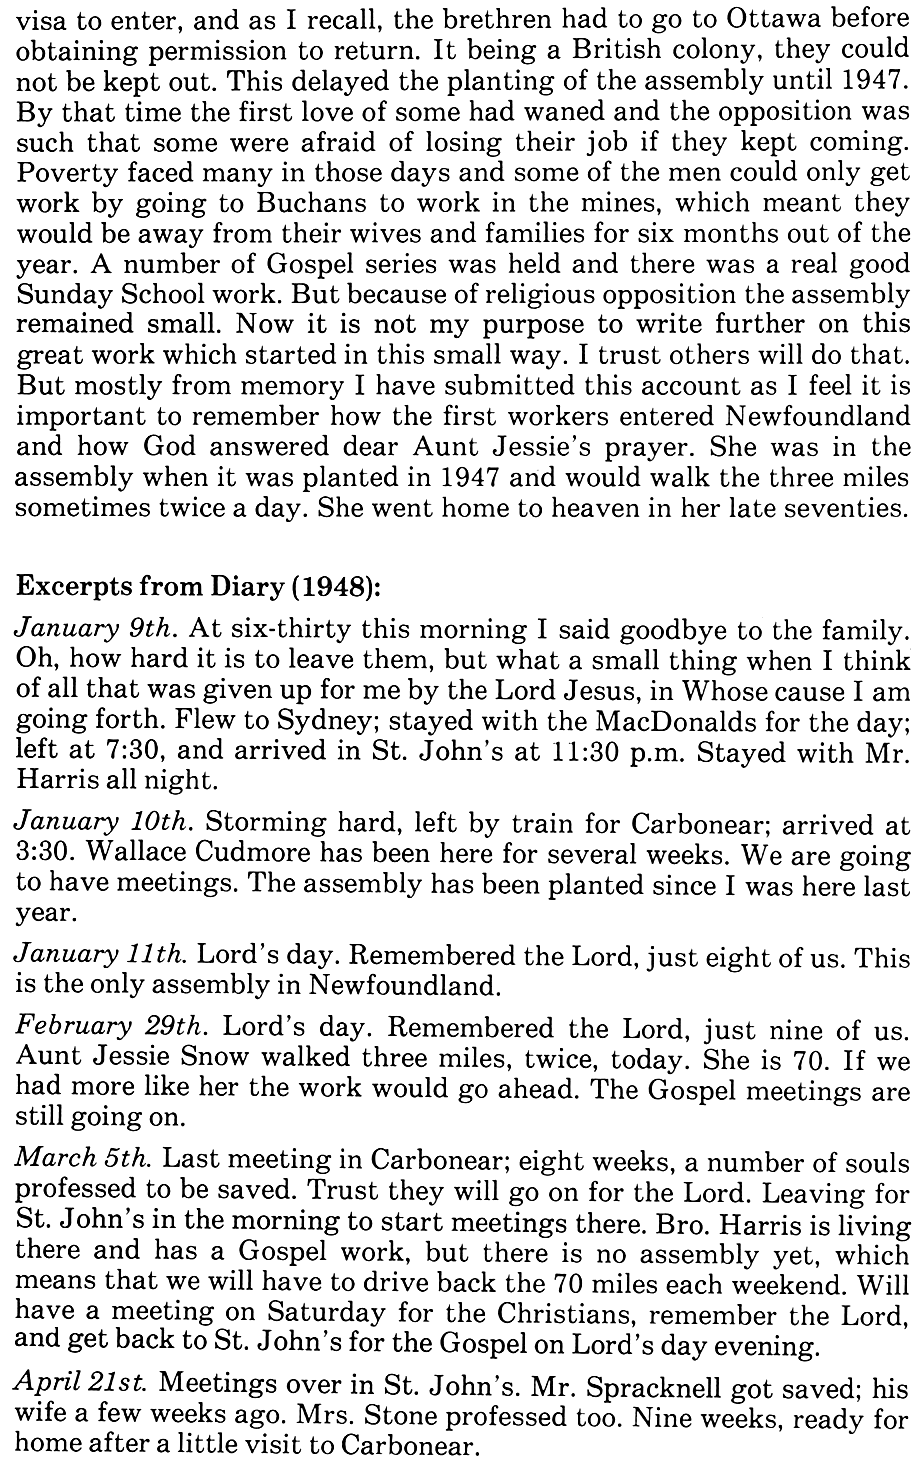 visa to enter, and as I recall, the brethren had to go to Ottawa before
obtaining permission to return. It being a British colony, they could
not be kept out. This delayed the planting of the assembly until 1947.
By that time the first love of some had waned and the opposition was
such that some were afraid of losing their job if they kept coming.
Poverty faced many in those days and some of the men could only get
work by going to Buchans to work in the mines, which meant they
would be away from their wives and families for six months out of the
year. A number of Gospel series was held and there was a real good
Sunday School work. But because of religious opposition the assembly
remained small. Now it is not my purpose to write further on this
great work which started in this small way. I trust others will do that.
But mostly from memory I have submitted this account as I feel it is
important to remember how the first workers entered Newfoundland
and how God answered dear Aunt Jessie's prayer. She was in the
assembly when it was planted in 1947 and would walk the three miles
sometimes twice a day. She went home to heaven in her late seventies.
Excerpts from Diary (1948):
January 9th. At six-thirty this morning I said goodbye to the family.
Oh, how hard it is to leave them, but what a small thing when I think
of all that was given up for me by the Lord Jesus, in Whose cause I am
going forth. Flew to Sydney; stayed with the MacDonalds for the day;
left at 7:30, and arrived in St. John's at 11:30 p.m. Stayed with Mr.
Harris all night.
January 10th. Storming hard, left by train for Carbonear; arrived at
3:30. Wallace Cudmore has been here for several weeks. We are going
to have meetings. The assembly has been planted since I was here last
year.
January 11th. Lord's day. Remembered the Lord, just eight of us. This
is the only assembly in Newfoundland.
February 29th. Lord's day. Remembered the Lord, just nine of us.
Aunt Jessie Snow walked three miles, twice, today. She is 70. If we
had more like her the work would go ahead. The Gospel meetings are
still going on.
March 5th. Last meeting in Carbonear; eight weeks, a number of souls
professed to be saved. Trust they will go on for the Lord. Leaving for
St. John's in the morning to start meetings there. Bro. Harris is living
there and has a Gospel work, but there is no assembly yet, which
means that we will have to drive back the 70 miles each weekend. Will
have a meeting on Saturday for the Christians, remember the Lord,
and get back to St. John's for the Gospel on Lord's day evening.
April 21st. Meetings over in St. John's. Mr. Spracknell got saved; his
wife a few weeks ago. Mrs. Stone professed too. Nine weeks, ready for
home after a little visit to Carbonear.